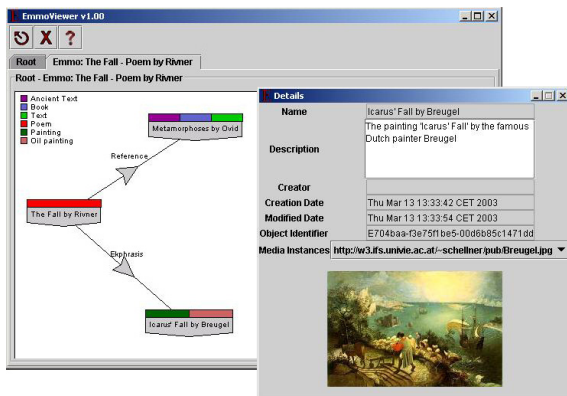 EmmoViewer v1.00
X ?
Root Emmo: The Fall - Poem by Rivner
Root - Emmo: The Fall - Poem by Rivner
Ancient Text
Book
Text
Poem
Painting
Oil painting
Metamorphoses by Ovid
Reference
The Fall by Rivner
Ekphrasis
Icarus' Fall by Breugel
Details
Name Icarus' Fall by Breugel
Description The painting 'Icarus' Fall' by the famous
Dutch painter Breugel
Creator
Creation Date Thu Mar 13 13:33:42 CET 2003
Modified Date Thu Mar 13 13:33:54 CET 2003
Object Identifier E704baa-f3e75f1be5-00d6b85c1471dd
Media Instances http://w3.ifs.univie.ac.at/~schellner/pub/Breugel.jpg